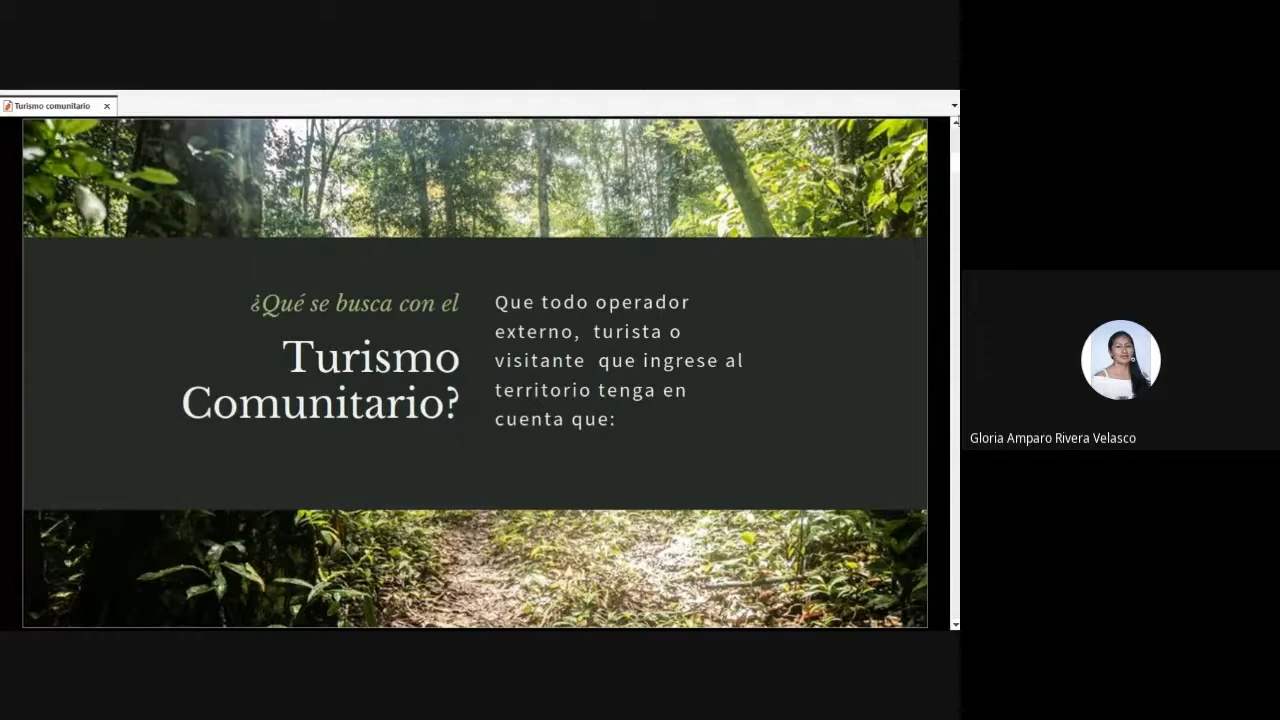 Turismo comunitario
¿Qué se busca con el
Turismo
Comunitario?
Que todo operador
externo, turista o
visitante que ingrese al
territorio tenga en
cuenta que:
Gloria Amparo Rivera Velasco